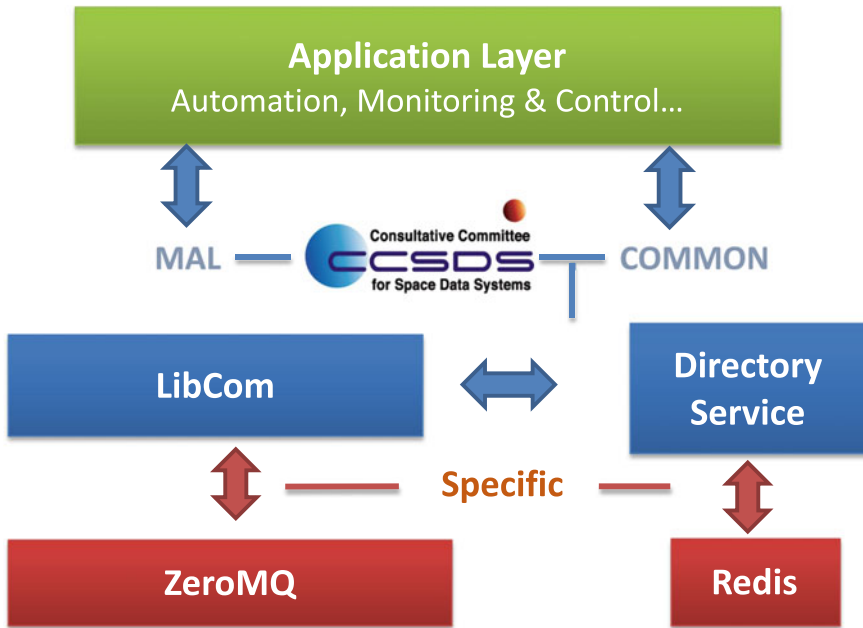 Application Layer
Automation, Monitoring & Control...
MAL
Consultative Committee
CCSDS
for Space Data Systems
COMMON
LibCom
Directory
Service
Specific
ZeroMQ
Redis